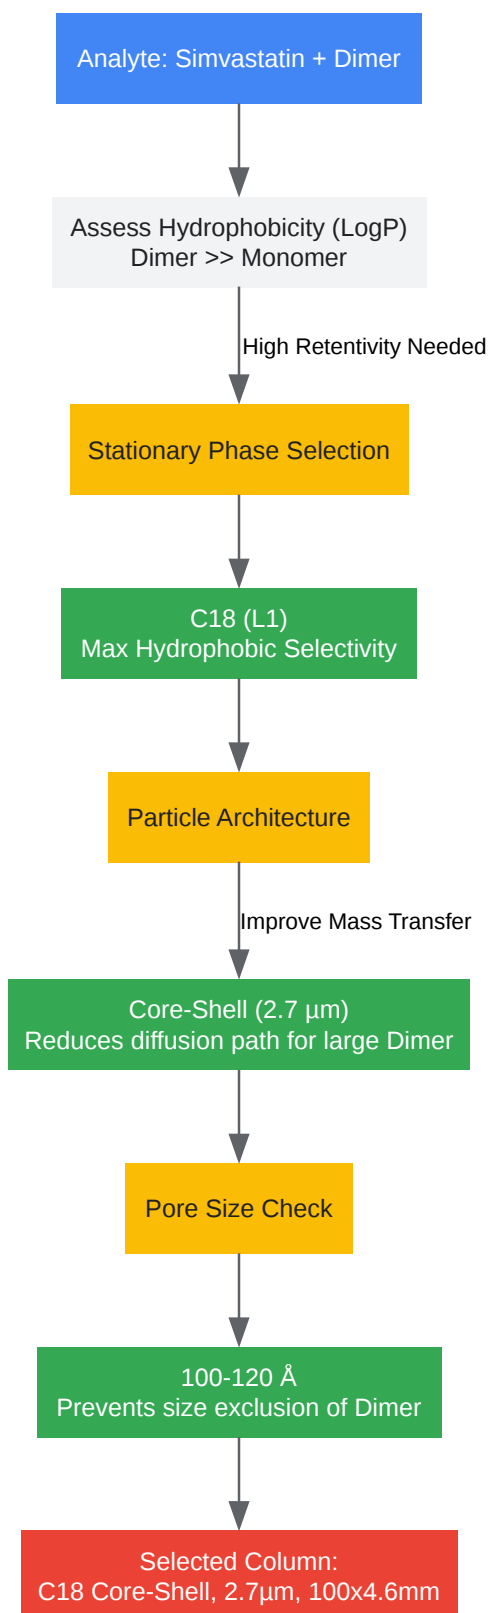 Analyte: Simvastatin + Dimer
Assess Hydrophobicity (LogP)
Dimer >> Monomer
High Retentivity Needed
Stationary Phase Selection
C18 (L1)
Max Hydrophobic Selectivity
Particle Architecture
Improve Mass Transfer
Core-Shell (2.7 µm)
Reduces diffusion path for large Dimer
Pore Size Check
100-120 Å
Prevents size exclusion of Dimer
Selected Column:
C18 Core-Shell, 2.7µm, 100x4.6mm